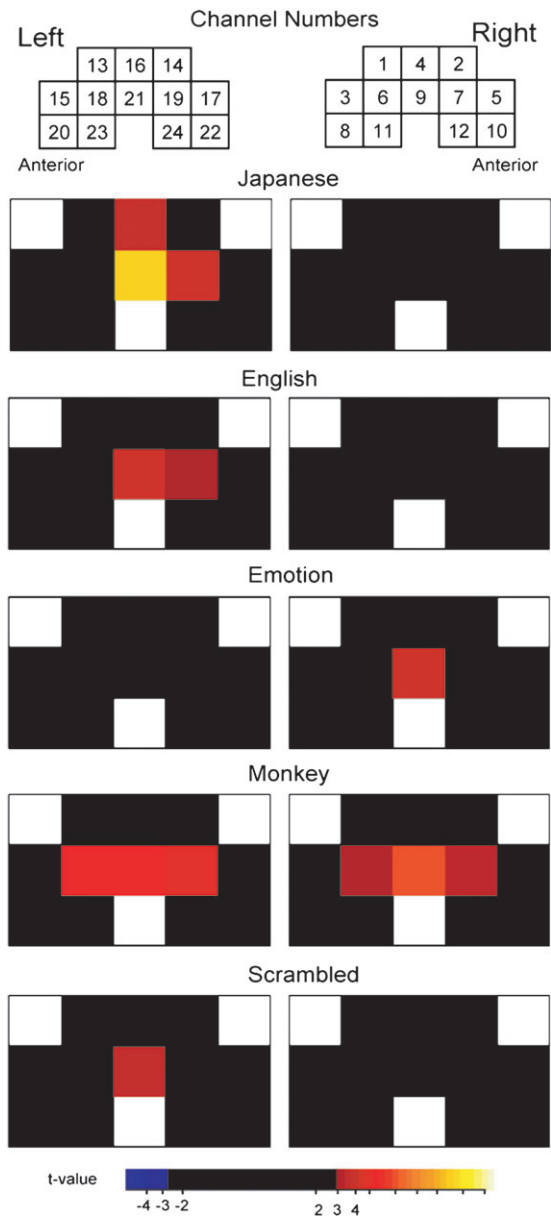 Channel Numbers
Left
Right
13 16 14
1 4 2
15 18 21 19 17
3 6 9 7 5
20 23 24 22
8 11 12 10
Anterior
Anterior
Japanese
English
Emotion
Monkey
Scrambled
t-value
-4 -3 -2 2 3 4